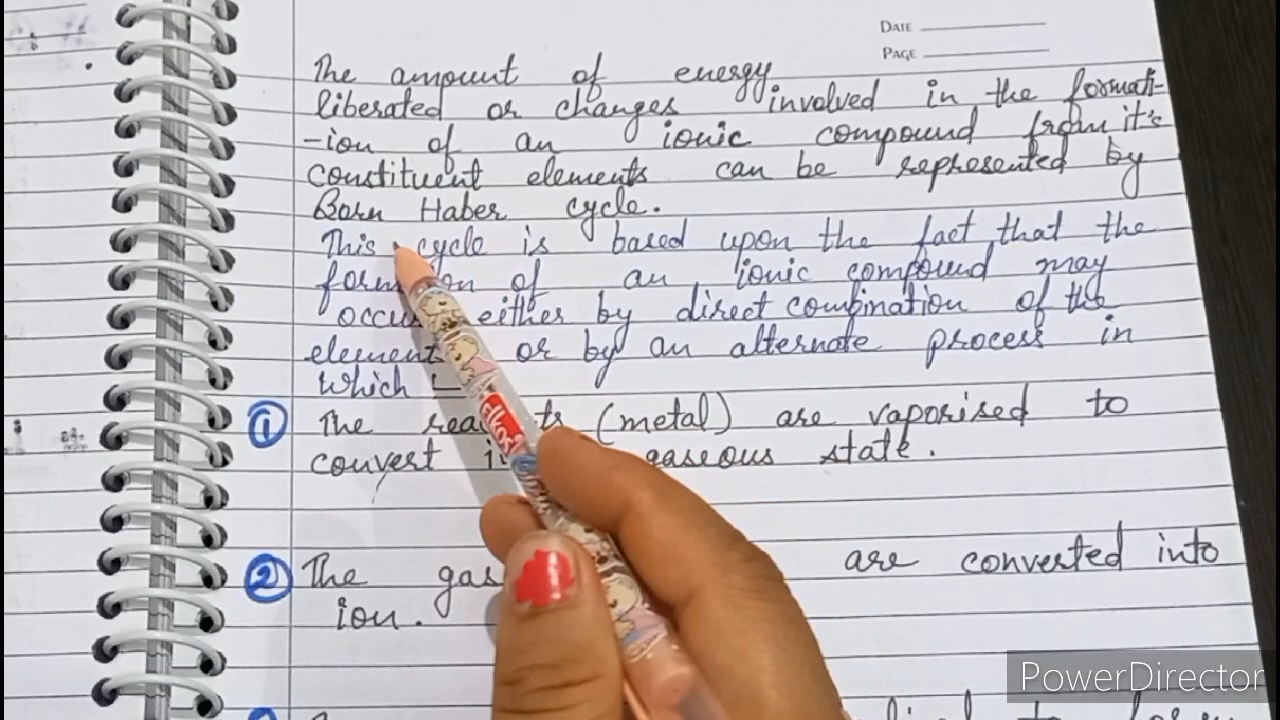 DATE
PAGE
The amount of energy
liberated or changes involved in the formati-
-ion of an ionic compound from it's
constituent elements can be represented by
Born Haber cycle.
This cycle is based upon the fact that the
of an ionic compound may
either by direct combination of the
or by an alternate process in
which
① The (metal) are vaporised to
convert gaseous state.
② The are converted into
ion.
dkos
PowerDirector